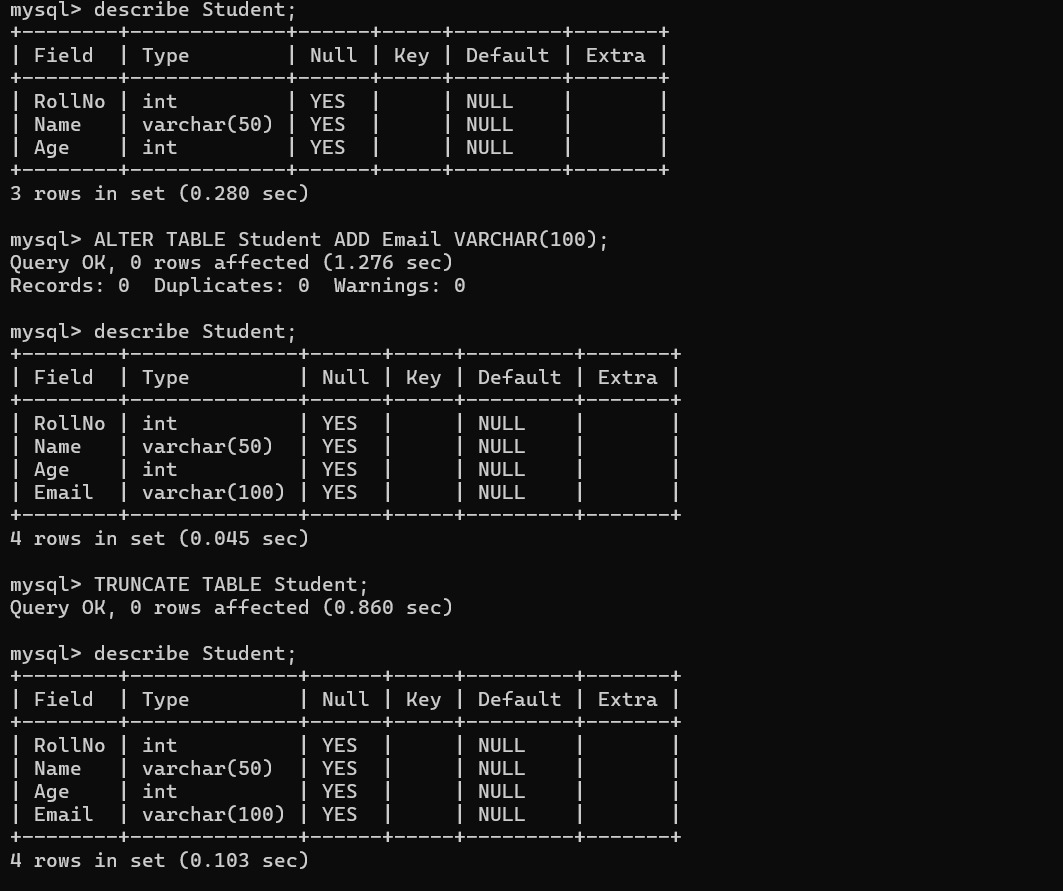 mysql> describe Student;
+--------+-------------+------+-----+---------+-------+
| Field  | Type        | Null | Key | Default | Extra |
+--------+-------------+------+-----+---------+-------+
| RollNo | int         | YES  |     | NULL    |       |
| Name   | varchar(50) | YES  |     | NULL    |       |
| Age    | int         | YES  |     | NULL    |       |
+--------+-------------+------+-----+---------+-------+
3 rows in set (0.280 sec)

mysql> ALTER TABLE Student ADD Email VARCHAR(100);
Query OK, 0 rows affected (1.276 sec)
Records: 0  Duplicates: 0  Warnings: 0

mysql> describe Student;
+--------+--------------+------+-----+---------+-------+
| Field  | Type         | Null | Key | Default | Extra |
+--------+--------------+------+-----+---------+-------+
| RollNo | int          | YES  |     | NULL    |       |
| Name   | varchar(50)  | YES  |     | NULL    |       |
| Age    | int          | YES  |     | NULL    |       |
| Email  | varchar(100) | YES  |     | NULL    |       |
+--------+--------------+------+-----+---------+-------+
4 rows in set (0.045 sec)

mysql> TRUNCATE TABLE Student;
Query OK, 0 rows affected (0.860 sec)

mysql> describe Student;
+--------+--------------+------+-----+---------+-------+
| Field  | Type         | Null | Key | Default | Extra |
+--------+--------------+------+-----+---------+-------+
| RollNo | int          | YES  |     | NULL    |       |
| Name   | varchar(50)  | YES  |     | NULL    |       |
| Age    | int          | YES  |     | NULL    |       |
| Email  | varchar(100) | YES  |     | NULL    |       |
+--------+--------------+------+-----+---------+-------+
4 rows in set (0.103 sec)